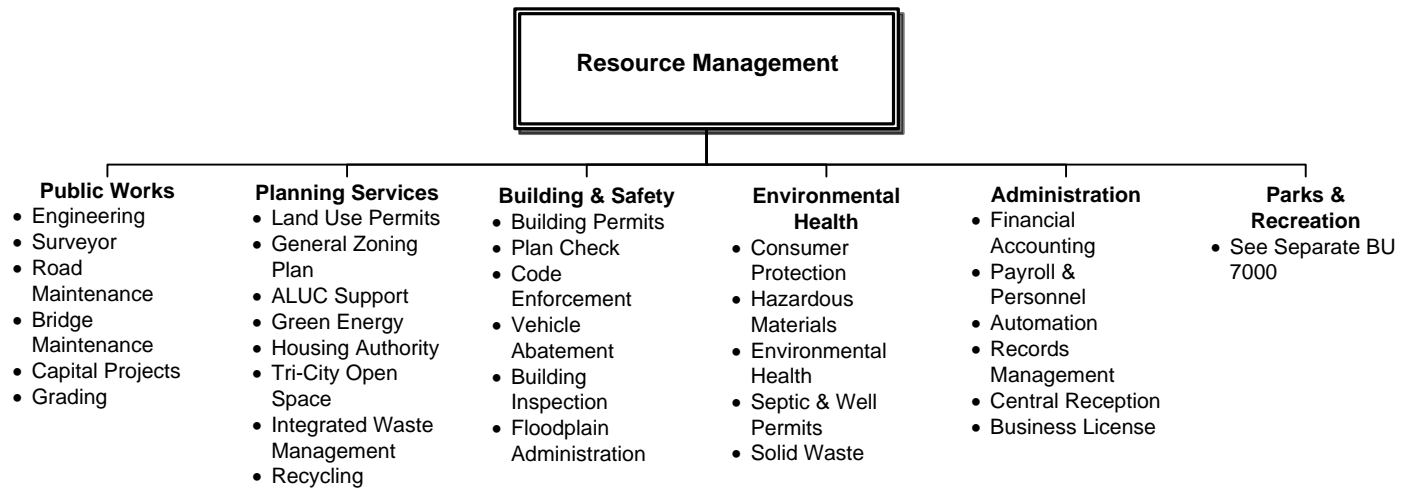 Resource Management
Public Works
• Engineering
• Surveyor
• Road
Maintenance
• Bridge
Maintenance
• Capital Projects
• Grading
Planning Services
• Land Use Permits
• General Zoning
Plan
• ALUC Support
• Green Energy
• Housing Authority
• Tri-City Open
Space
• Integrated Waste
Management
• Recycling
Building & Safety
• Building Permits
• Plan Check
• Code
Enforcement
• Vehicle
Abatement
• Building
Inspection
• Floodplain
Administration
Environmental
Health
• Consumer
Protection
• Hazardous
Materials
• Environmental
Health
• Septic & Well
Permits
• Solid Waste
Administration
• Financial
Accounting
• Payroll &
Personnel
• Automation
• Records
Management
• Central Reception
• Business License
Parks &
Recreation
• See Separate BU
7000